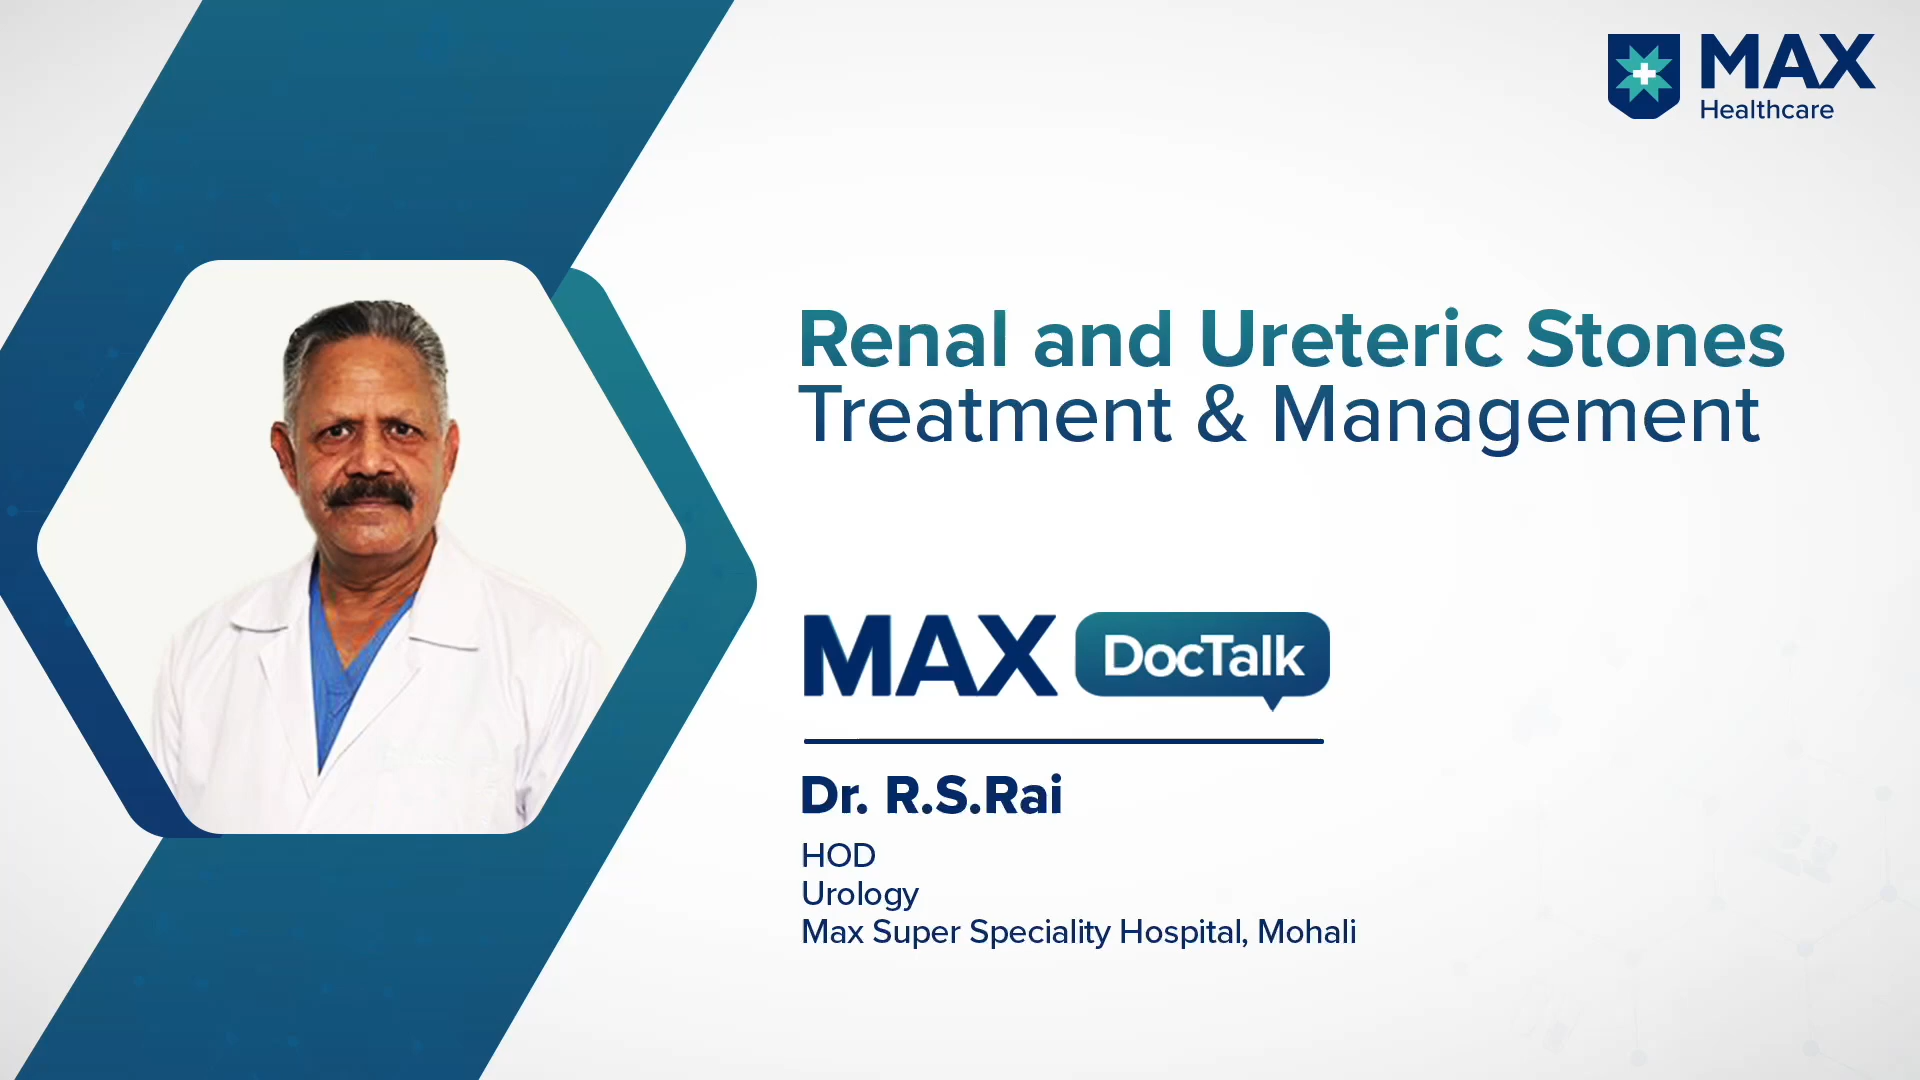 MAX
Healthcare
Renal and Ureteric Stones
Treatment & Management
MAX DocTalk
Dr. R.S.Rai
HOD
Urology
Max Super Speciality Hospital, Mohali